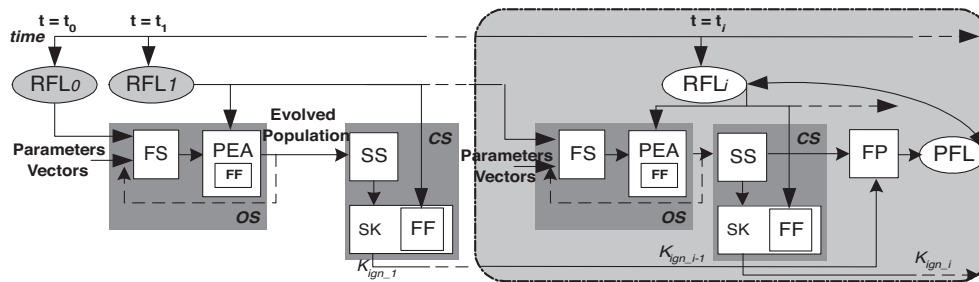 t = t0 t = t1 t = ti
time
RFL0 RFL1 RFLi
Evolved
Population
CS CS
Parameters
Vectors
FS PEA SS
FF
Parameters
Vectors
FS PEA SS FP PFL
FF
OS OS
SK FF SK FF
Kign_1 Kign_i-1 Kign_i